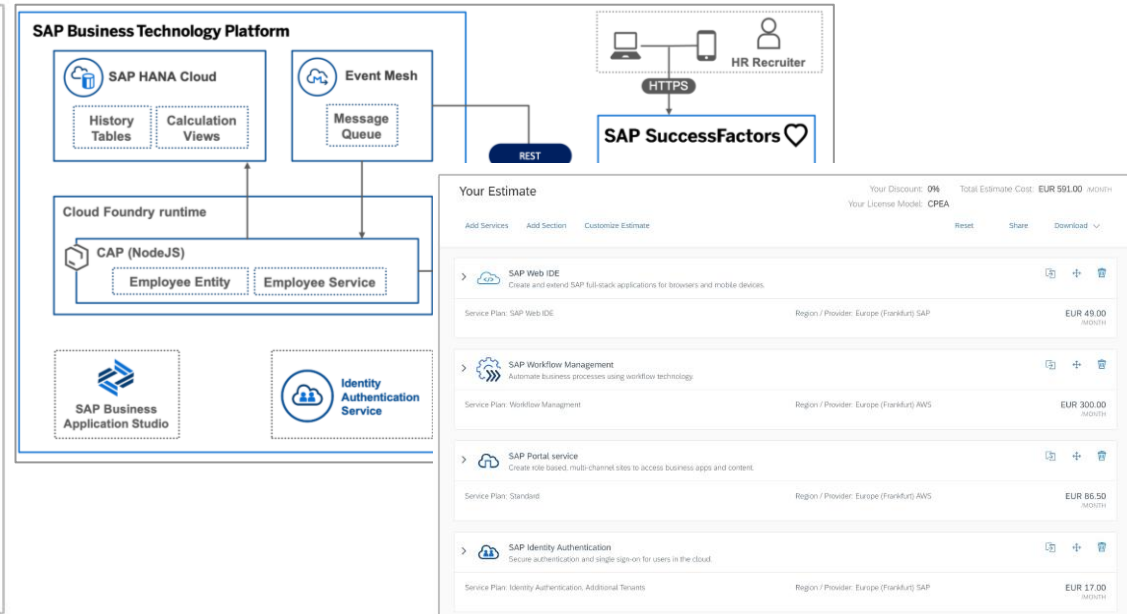 SAP Business Technology Platform
SAP HANA Cloud
History
Tables
Calculation
Views
Event Mesh
Message
Queue
HR Recruiter
HTTPS
SAP SuccessFactors
REST
Cloud Foundry runtime
CAP (NodeJS)
Employee Entity
Employee Service
SAP Business
Application Studio
Identity
Authentication
Service
Your Estimate
Your Discount: 0% Total Estimate Cost: EUR 591.00 /MONTH
Your License Model: CPEA
Add Services Add Section Customize Estimate Reset Share Download
SAP Web IDE
Create and extend SAP full-stack applications for browsers and mobile devices.
Service Plan: SAP Web IDE Region / Provider: Europe (Frankfurt) SAP EUR 49.00
/MONTH
SAP Workflow Management
Automate business processes using workflow technology.
Service Plan: Workflow Managment Region / Provider: Europe (Frankfurt) AWS EUR 300.00
/MONTH
SAP Portal service
Create role based, multi-channel sites to access business apps and content.
Service Plan: Standard Region / Provider: Europe (Frankfurt) AWS EUR 86.50
/MONTH
SAP Identity Authentication
Secure authentication and single sign-on for users in the cloud.
Service Plan: Identity Authentication, Additional Tenants Region / Provider: Europe (Frankfurt) SAP EUR 17.00
/MONTH